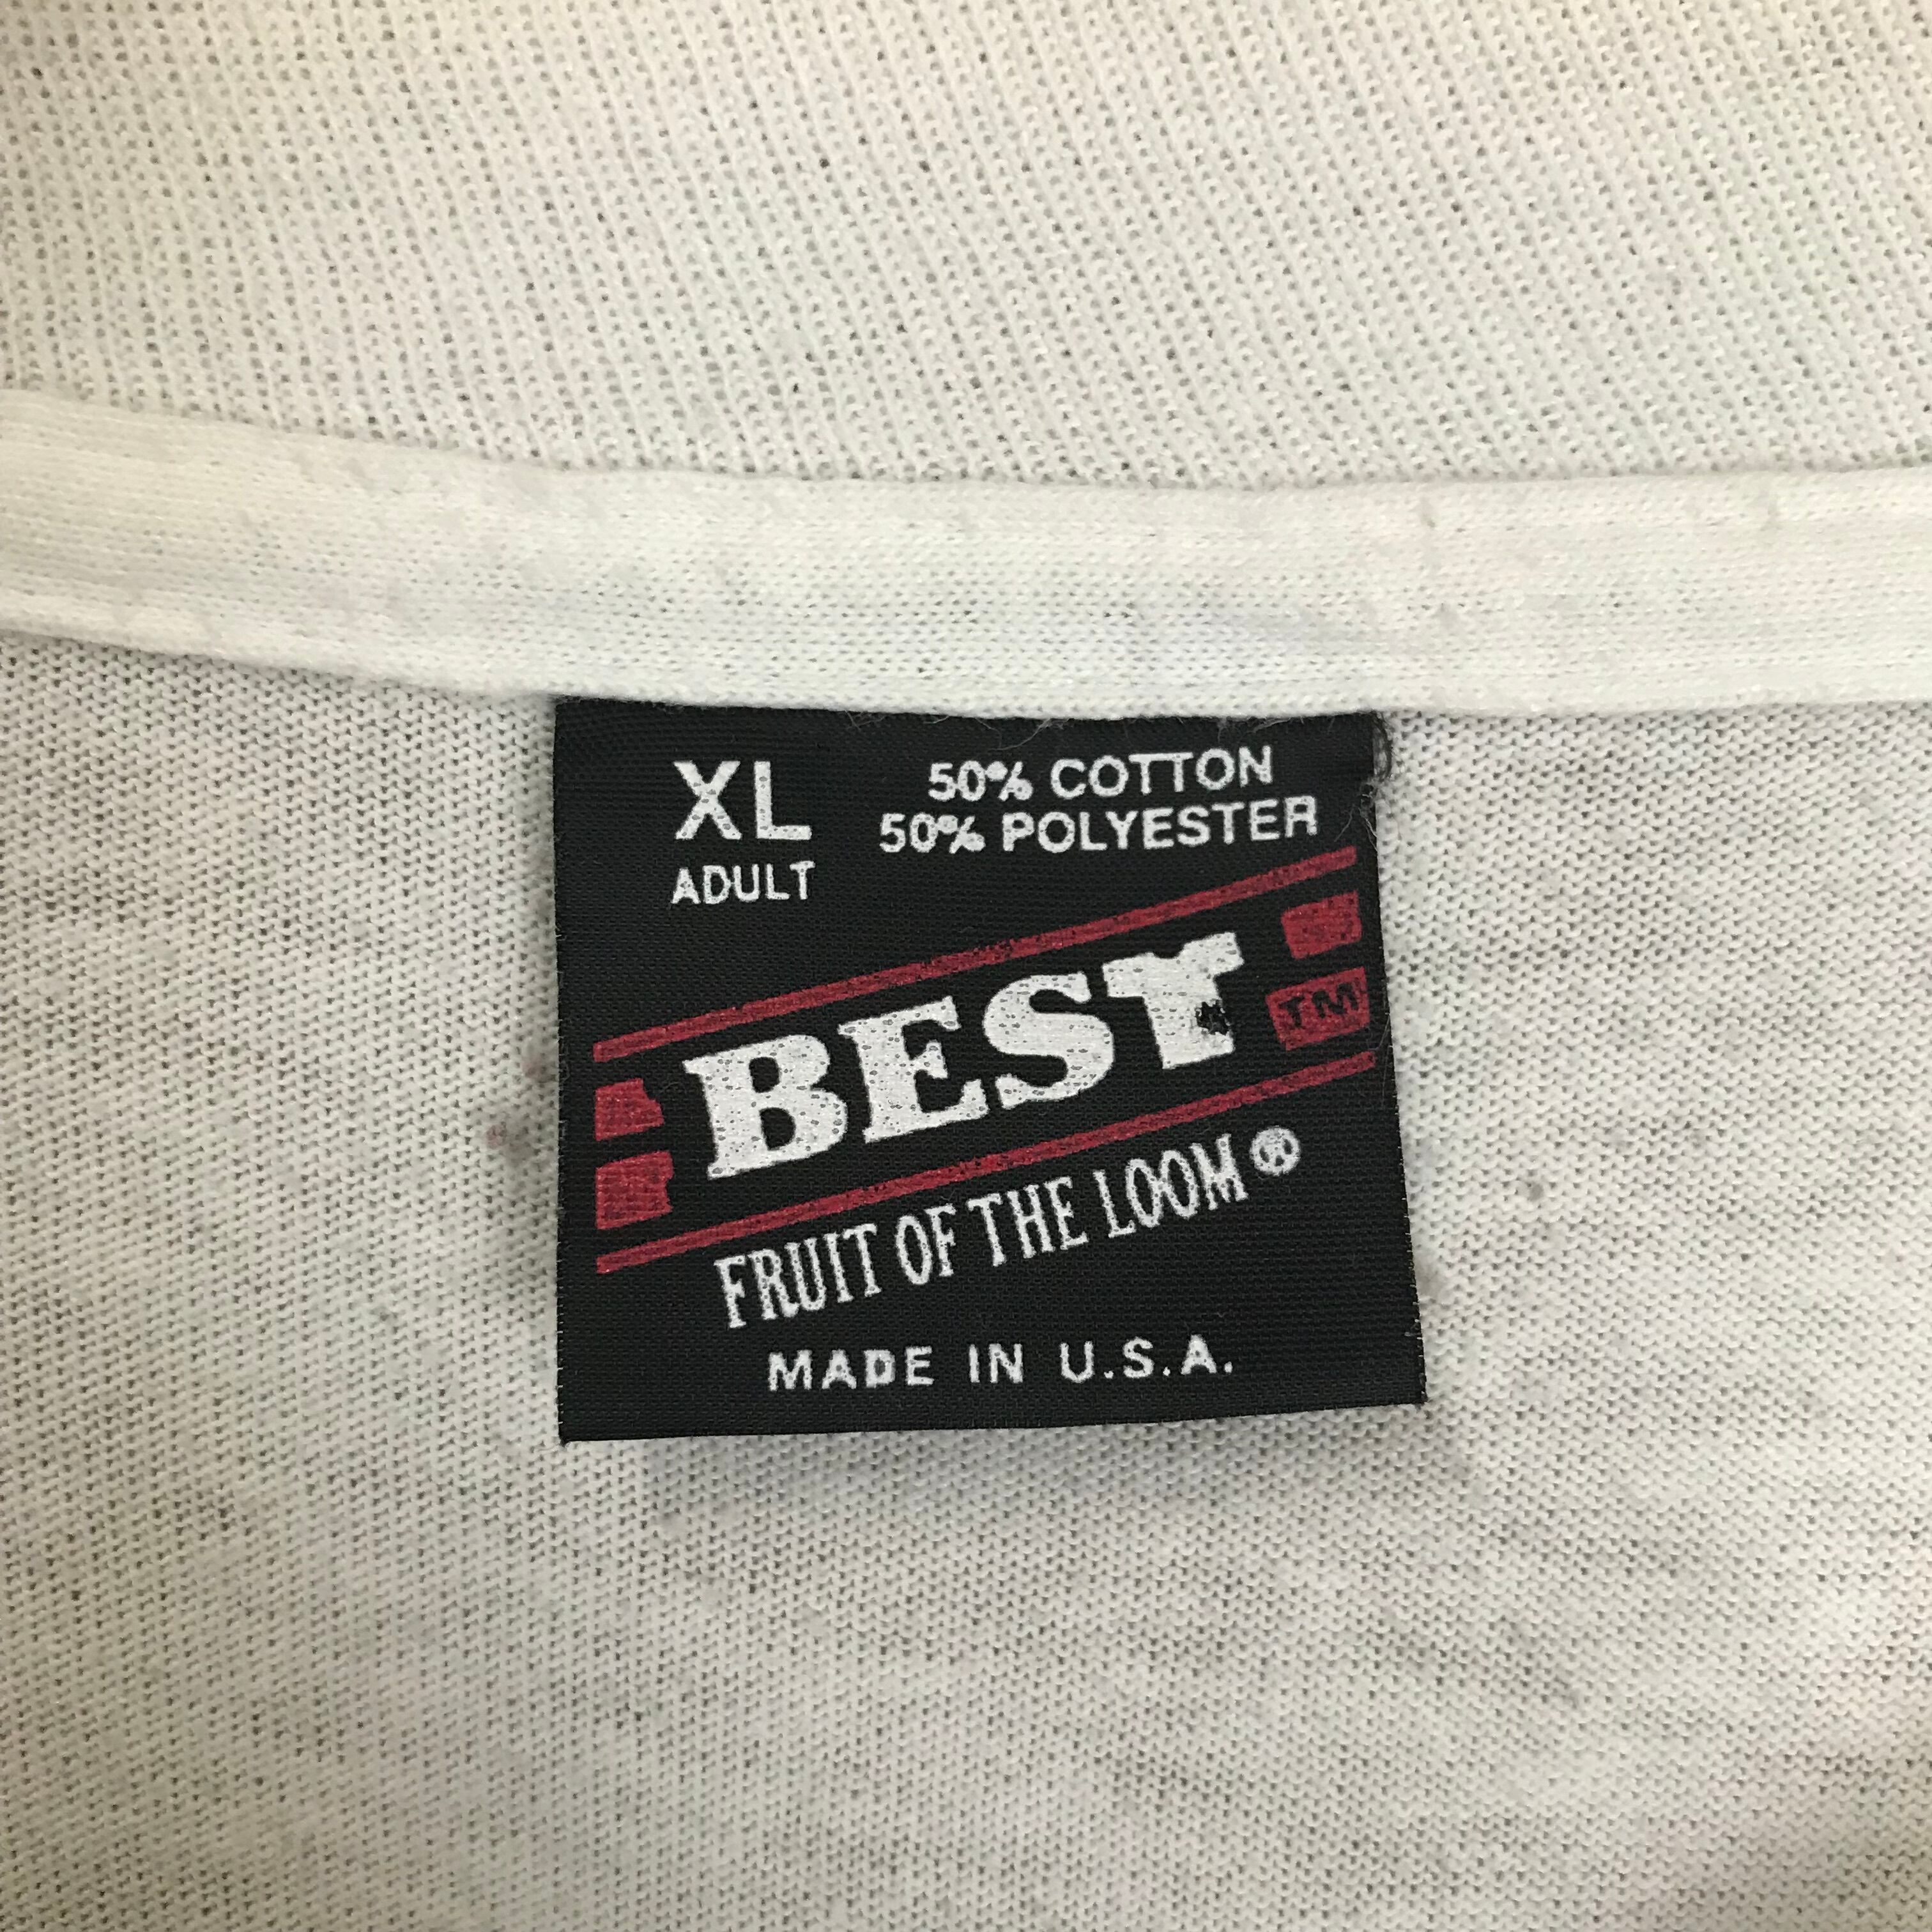 XL
ADULT
50% COTTON
50% POLYESTER
BEST TM
FRUIT OF THE LOOM®
MADE IN U.S.A.